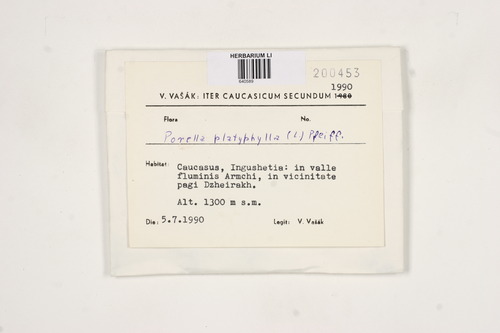 HERBARIUM LI
200453
1990
V. VAŠÁK: ITER CAUCASICUM SECUNDUM 1980
Flora No.
Porella platyphylla (L) Pfeiff.
Habitat: Caucasus, Ingushetia: in valle
fluminis Armchi, in vicinitate
pagi Dzheirakh.
Alt. 1300 m s.m.
Die: 5.7.1990 Legit: V. Vašák